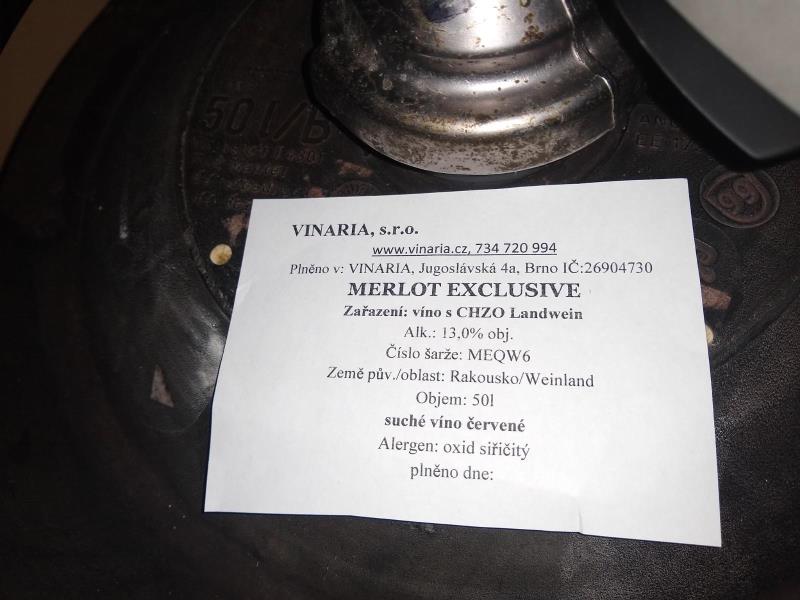 50 l/B
VINARIA, s.r.o.
www.vinaria.cz, 734 720 994
Plněno v: VINARIA, Jugoslávská 4a, Brno IČ:26904730
MERLOT EXCLUSIVE
Zařazení: víno s CHZO Landwein
Alk.: 13,0% obj.
Číslo šarže: MEQW6
Země pův./oblast: Rakousko/Weinland
Objem: 50l
suché víno červené
Alergen: oxid siřičitý
plněno dne: